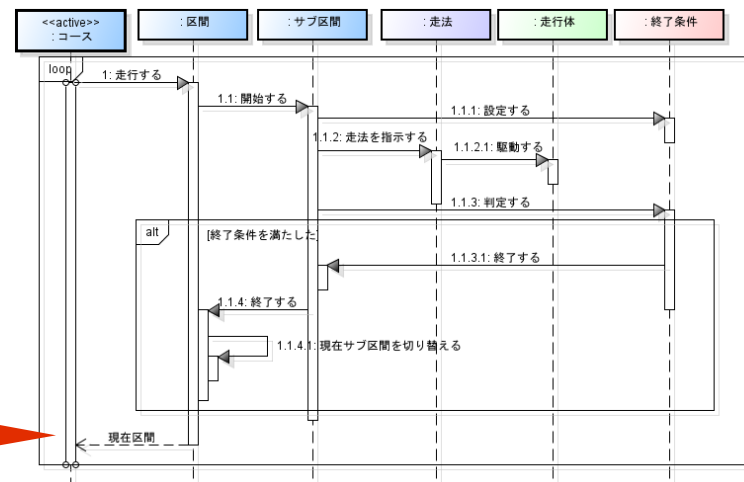 <<active>>
: コース
: 区間
: サブ区間
: 走法
: 走行体
: 終了条件
loop
1: 走行する
1.1: 開始する
1.1.1: 設定する
1.1.2: 走法を指示する
1.1.2.1: 駆動する
1.1.3: 判定する
alt
[終了条件を満たした]
1.1.3.1: 終了する
1.1.4: 終了する
1.1.4.1: 現在サブ区間を切り替える
現在区間